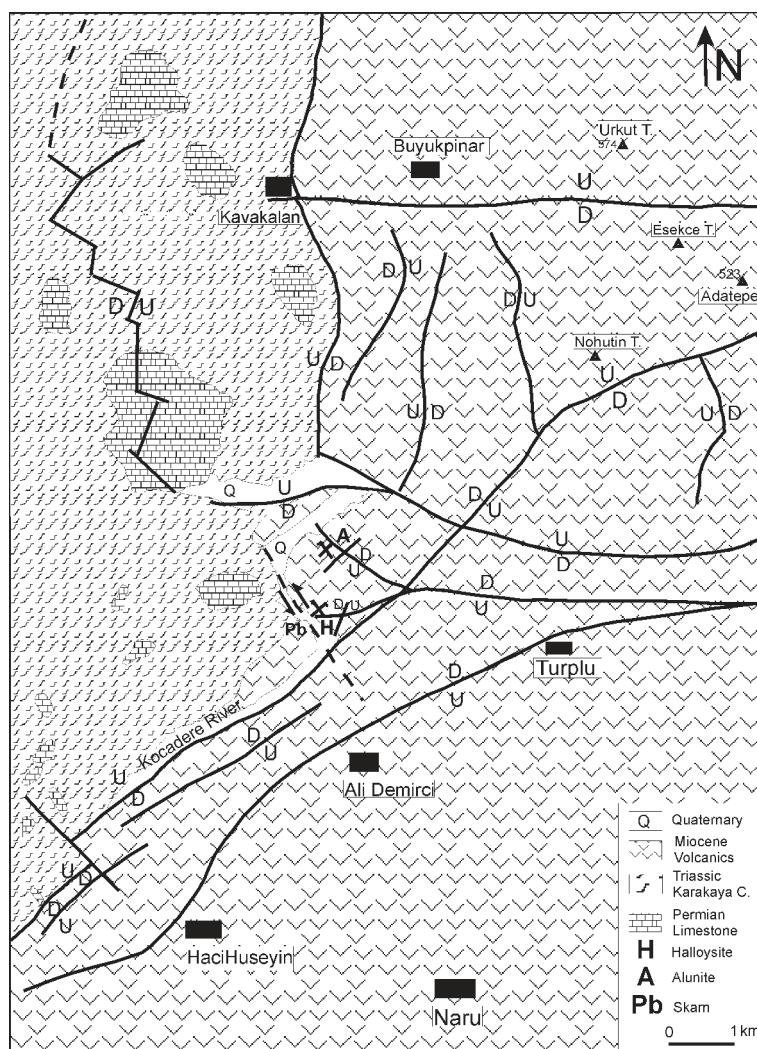 N
Urkut T.
574
Buyukpinar
U
D
Kavakalan
Esekce T.
523
Adatepe
D U
D U
D U
D U
Nohutin T.
U D
U
D
U D
U D
Q
U
D
D
U
A
Q
D
U
U
D
D
U
D U
Pb
H
D
U
Turplu
Kocadere River
D
U
U
D
Ali Demirci
U
D
D
U
HaciHuseyin
Naru
Q Quaternary
Miocene
Volcanics
Triassic
Karakaya C.
Permian
Limestone
H Halloysite
A Alunite
Pb Skarn
0 1 km